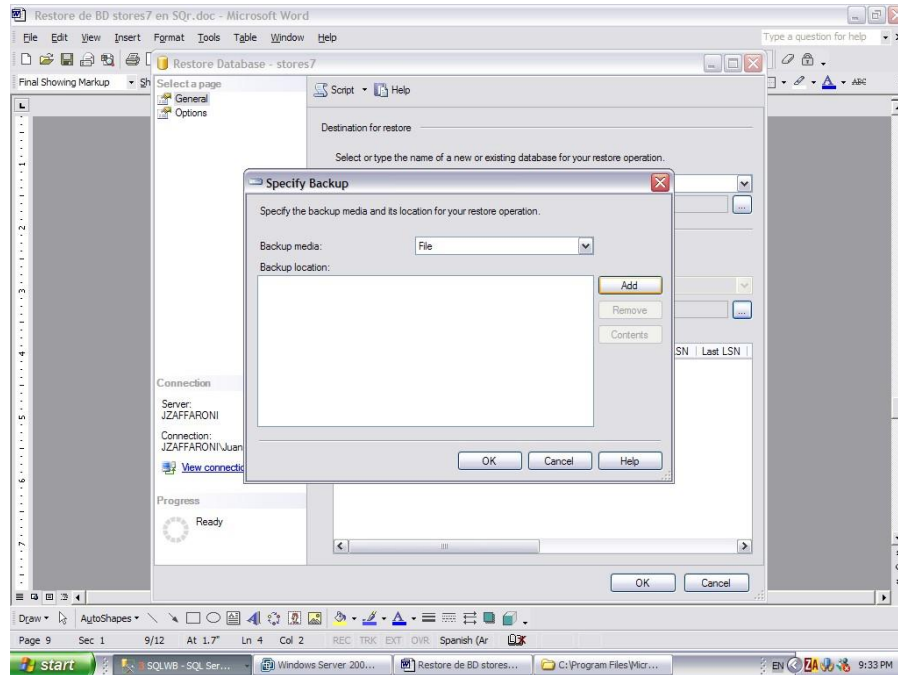 Restore de BD stores7 en SQr.doc - Microsoft Word
File Edit View Insert Format Tools Table Window Help
Type a question for help
Restore Database - stores7
Final Showing Markup
Select a page
General
Options
Script
Help
Destination for restore
Select or type the name of a new or existing database for your restore operation.
Specify Backup
Specify the backup media and its location for your restore operation.
Backup media:
File
Backup location:
Add
Remove
Contents
Last LSN
Connection
Server:
JZAFFARONI
Connection:
JZAFFARONI\Juan
View connectio
OK Cancel Help
Progress
Ready
OK Cancel
Draw AutoShapes
Page 9 Sec 1 9/12 At 1.7" Ln 4 Col 2 REC TRK EXT OVR Spanish (Ar
start
3 SQLWB - SQL Ser...
Windows Server 200...
Restore de BD stores...
C:\Program Files\Micr...
EN
ZA
9:33 PM